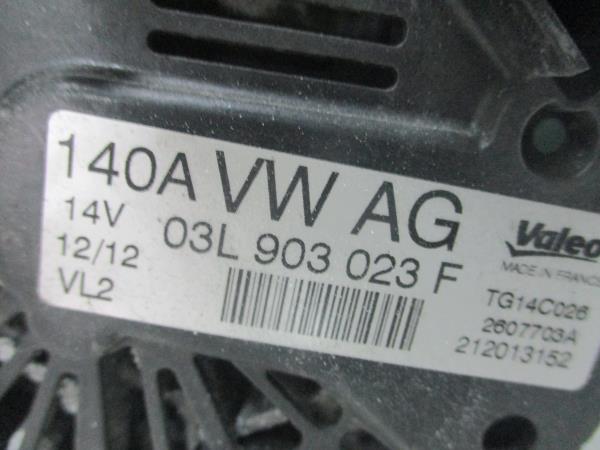 140A VW AG
14V 03L 903 023 F
12/12
VL2
Valeo
MADE IN FRANCE
TG14C026
2607703A
212013152